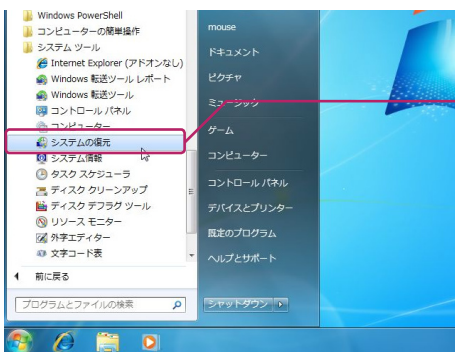 Windows PowerShell
コンピューターの簡単操作
システム ツール
Internet Explorer (アドオンなし)
Windows 転送ツール レポート
Windows 転送ツール
コントロール パネル
コンピューター
システムの復元
システム情報
タスク スケジューラ
ディスク クリーンアップ
ディスク デフラグ ツール
リソース モニター
外字エディター
文字コード表
前に戻る
プログラムとファイルの検索
mouse
ドキュメント
ピクチャ
ミュージック
ゲーム
コンピューター
コントロール パネル
デバイスとプリンター
既定のプログラム
ヘルプとサポート
シャットダウン